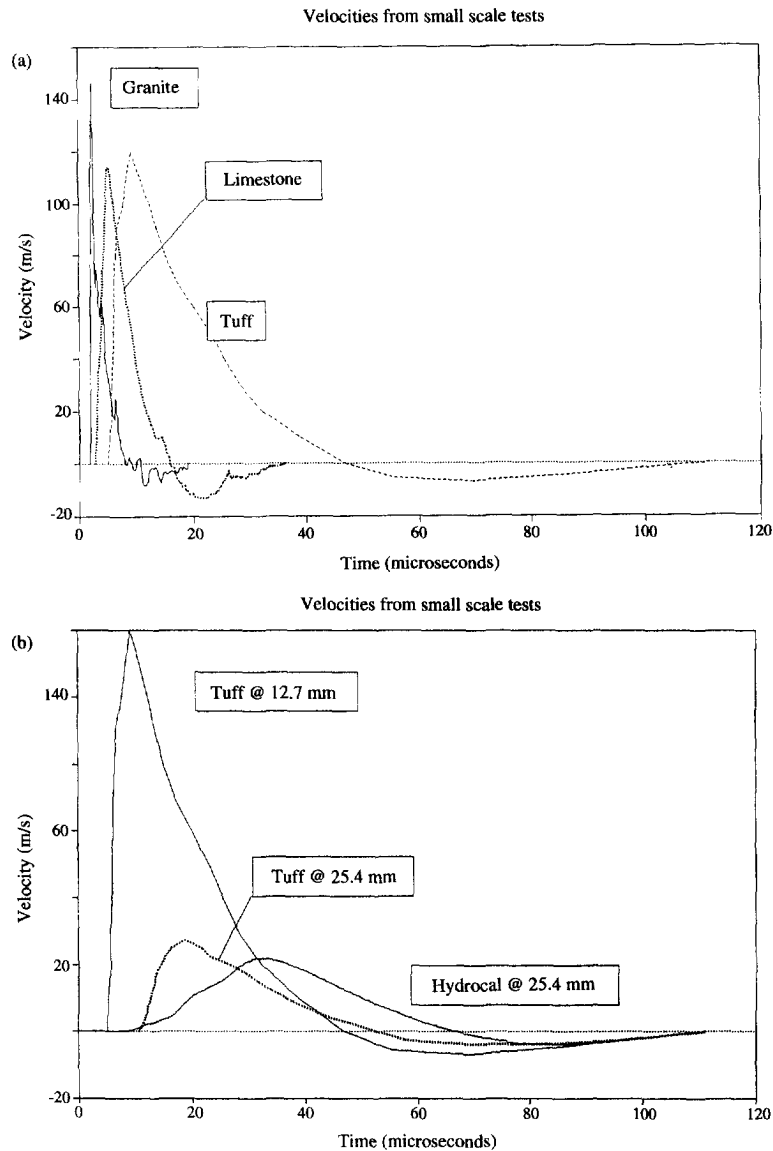 Velocities from small scale tests
(a)
Granite
Limestone
Tuff
140
100
60
20
-20
Velocity (m/s)
0
20
40
60
80
100
120
Time (microseconds)
Velocities from small scale tests
(b)
Tuff @ 12.7 mm
Tuff @ 25.4 mm
Hydrocal @ 25.4 mm
140
60
20
-20
Velocity (m/s)
0
20
40
60
80
100
120
Time (microseconds)